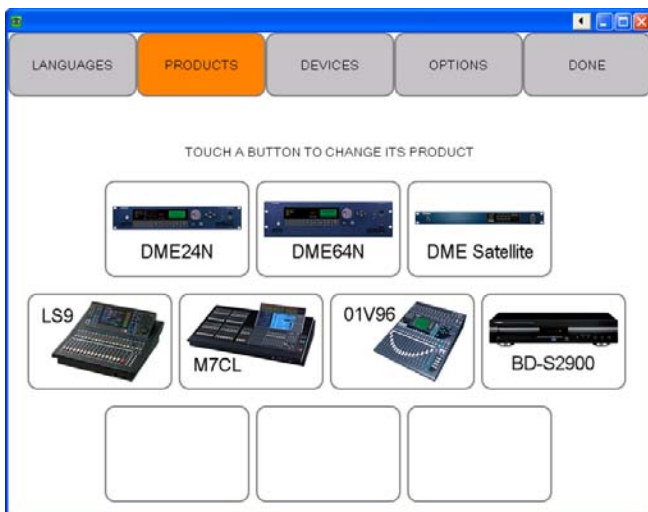 LANGUAGES PRODUCTS DEVICES OPTIONS DONE
TOUCH A BUTTON TO CHANGE ITS PRODUCT
DME24N DME64N DME Satellite
LS9 01V96
M7CL BD-S2900